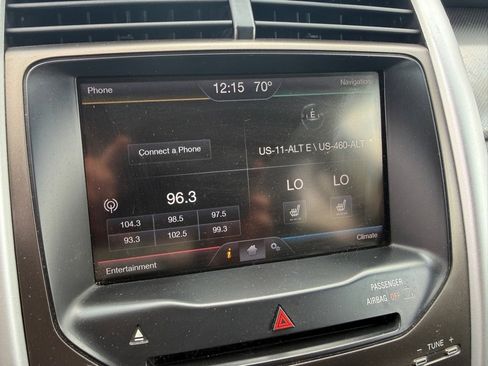 Phone 12:15 70° Navigation
E
Connect a Phone
US-11-ALT E \ US-460-ALT
96.3
LO LO
104.3 98.5 97.5
93.3 102.5 99.3
i
Entertainment Climate
PASSENGER
AIRBAG OFF
- TUNE +